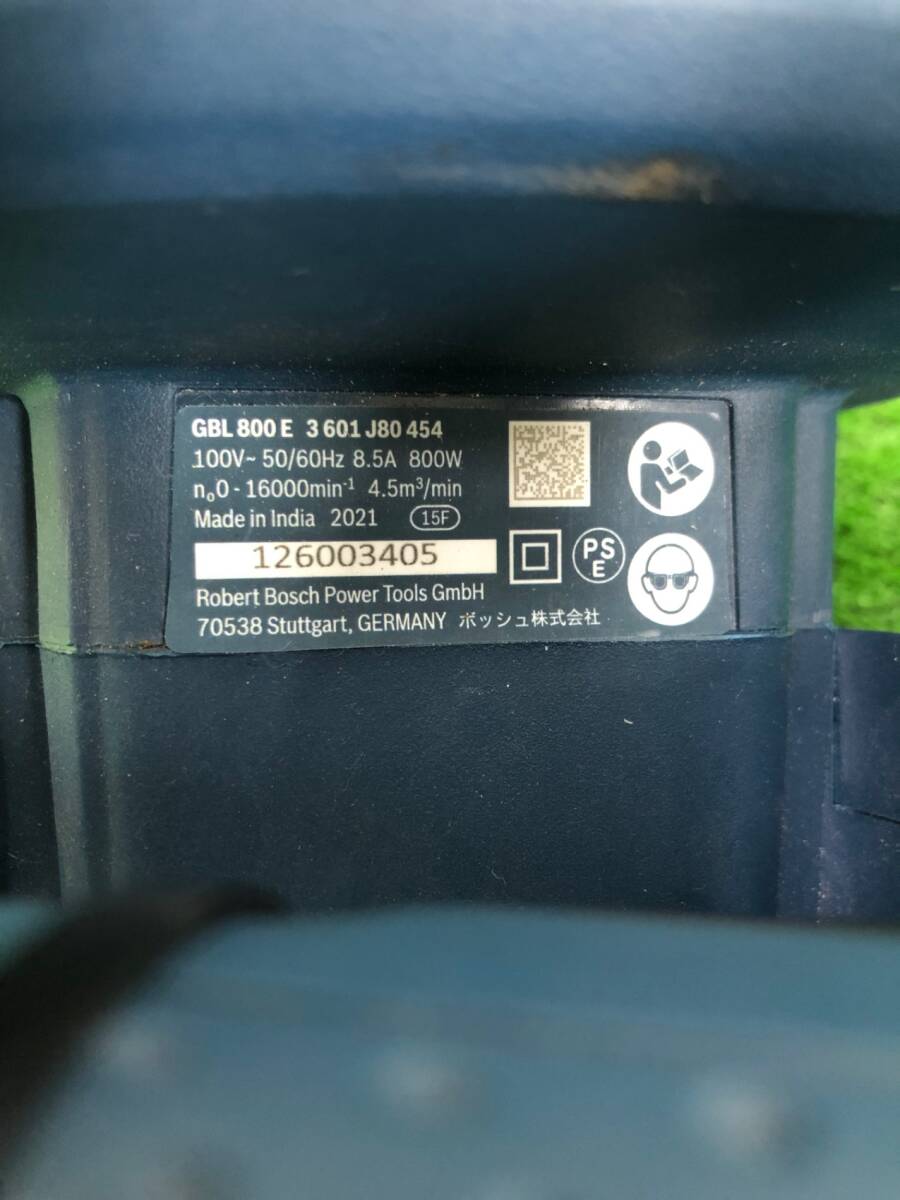 GBL 800 E 3 601 J80 454
100V~ 50/60Hz 8.5A 800W
n₀0 - 16000min⁻¹ 4.5m³/min
Made in India 2021 15F
126003405
PS
E
Robert Bosch Power Tools GmbH
70538 Stuttgart, GERMANY ボッシュ株式会社